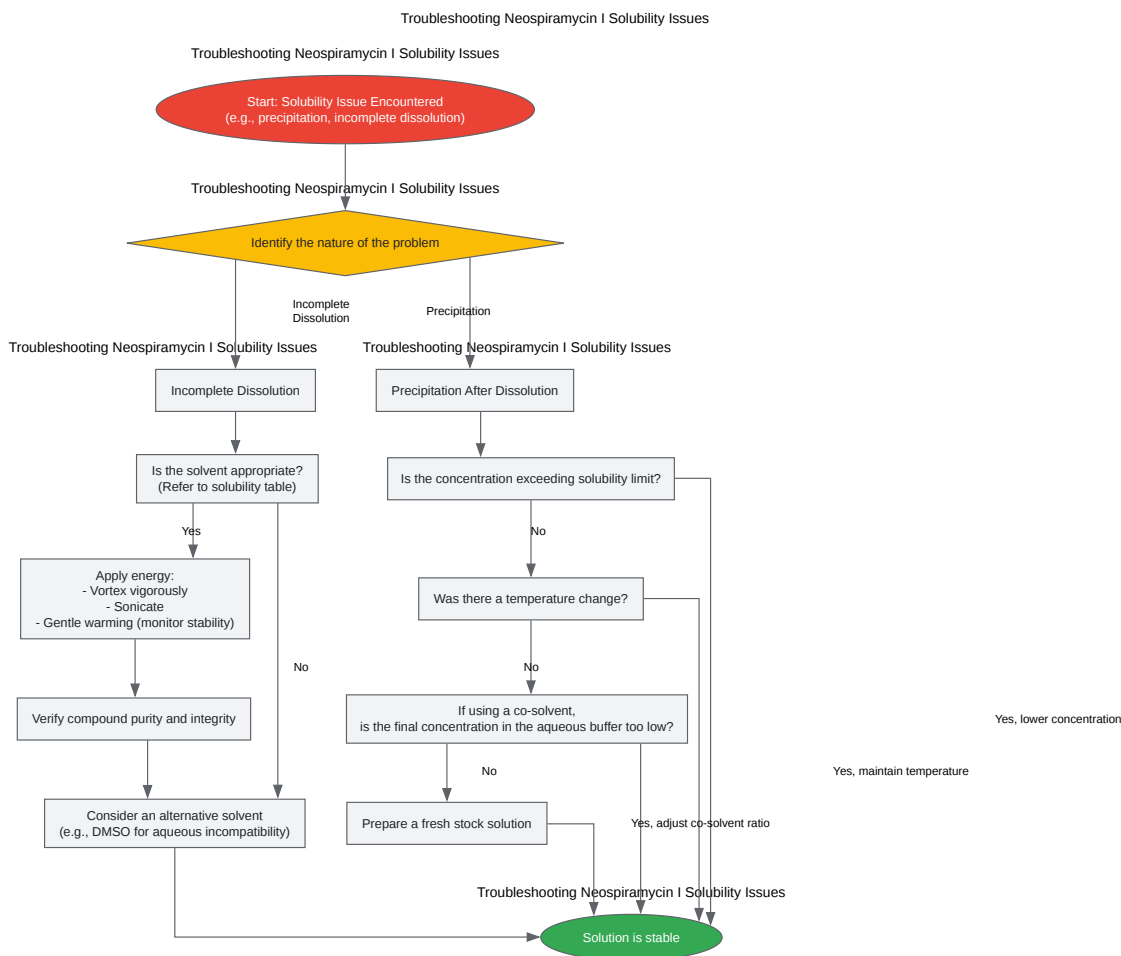 Troubleshooting Neospiramycin I Solubility Issues
Troubleshooting Neospiramycin I Solubility Issues
Start: Solubility Issue Encountered
(e.g., precipitation, incomplete dissolution)
Troubleshooting Neospiramycin I Solubility Issues
Identify the nature of the problem
Incomplete
Dissolution
Precipitation
Troubleshooting Neospiramycin I Solubility Issues
Troubleshooting Neospiramycin I Solubility Issues
Incomplete Dissolution
Precipitation After Dissolution
Is the solvent appropriate?
(Refer to solubility table)
Is the concentration exceeding solubility limit?
Yes
No
Apply energy:
- Vortex vigorously
- Sonicate
- Gentle warming (monitor stability)
Was there a temperature change?
No
No
Verify compound purity and integrity
If using a co-solvent,
is the final concentration in the aqueous buffer too low?
Yes, lower concentration
No
Yes, maintain temperature
Consider an alternative solvent
(e.g., DMSO for aqueous incompatibility)
Prepare a fresh stock solution
Yes, adjust co-solvent ratio
Troubleshooting Neospiramycin I Solubility Issues
Solution is stable